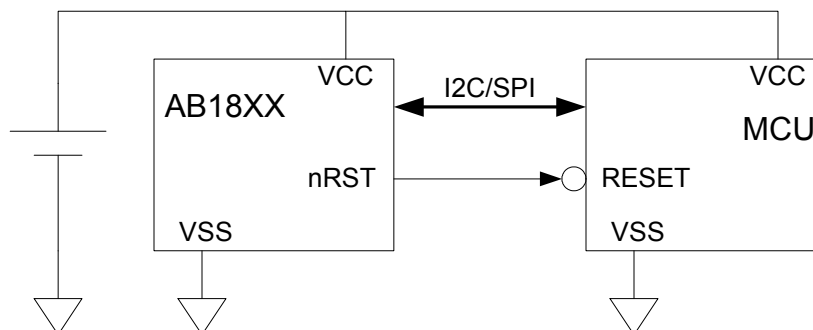 VCC
AB18XX
nRST
VSS
I2C/SPI
VCC
MCU
RESET
VSS